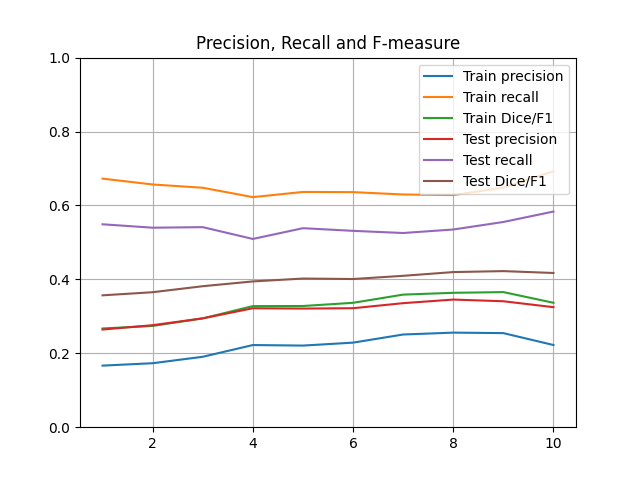 Precision, Recall and F-measure
1.0
0.8
0.6
0.4
0.2
0.0
2
4
6
8
10
Train precision
Train recall
Train Dice/F1
Test precision
Test recall
Test Dice/F1